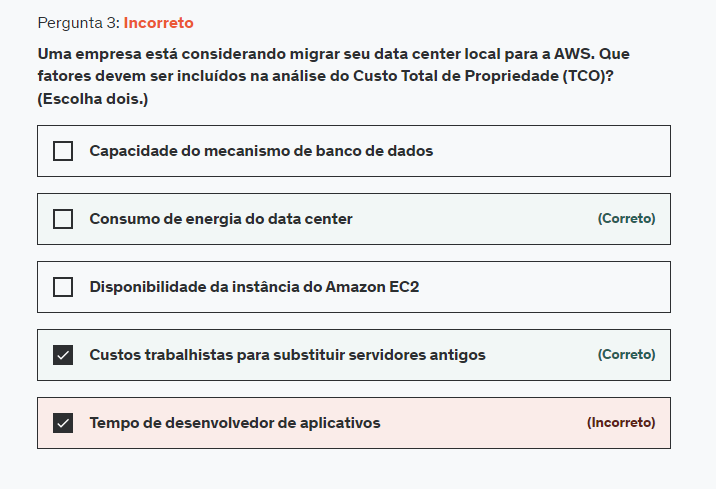 Pergunta 3: Incorreto
Uma empresa está considerando migrar seu data center local para a AWS. Que
fatores devem ser incluídos na análise do Custo Total de Propriedade (TCO)?
(Escolha dois.)
Capacidade do mecanismo de banco de dados
Consumo de energia do data center (Correto)
Disponibilidade da instância do Amazon EC2
Custos trabalhistas para substituir servidores antigos (Correto)
Tempo de desenvolvedor de aplicativos (Incorreto)